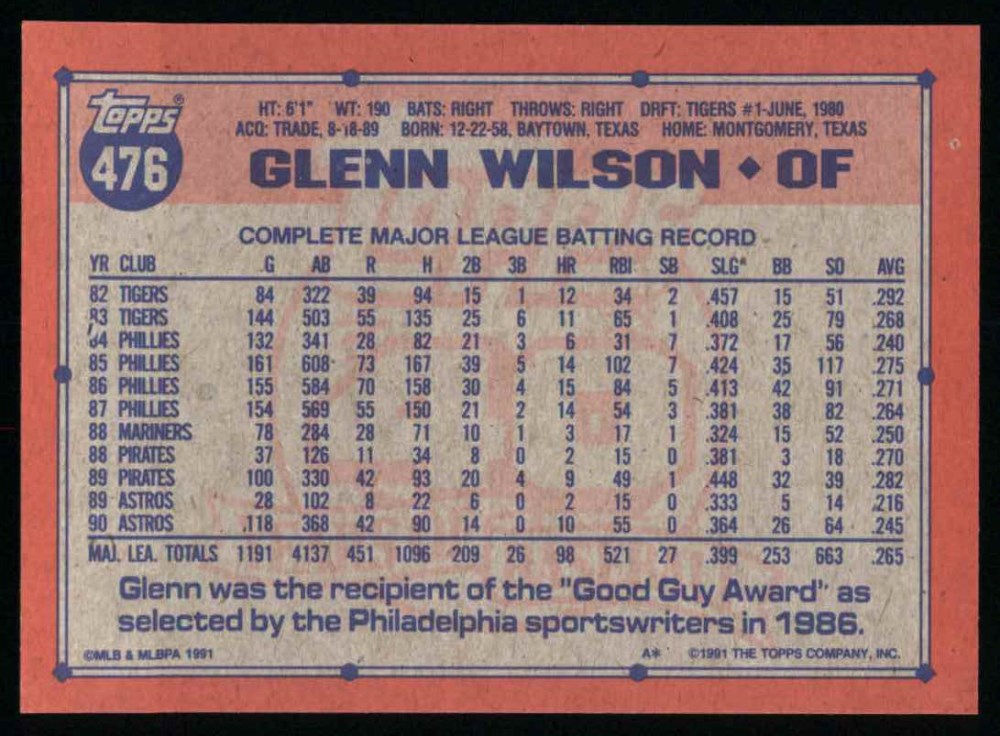 Topps®
476
HT: 6'1" WT: 190 BATS: RIGHT THROWS: RIGHT DRFT: TIGERS #1-JUNE, 1980
ACQ: TRADE, 8-18-89 BORN: 12-22-58, BAYTOWN, TEXAS HOME: MONTGOMERY, TEXAS
GLENN WILSON ◆ OF
COMPLETE MAJOR LEAGUE BATTING RECORD
YR CLUB G AB R H 2B 3B HR RBI SB SLG* BB SO AVG
82 TIGERS 84 322 39 94 15 1 12 34 2 .457 15 51 .292
83 TIGERS 144 503 55 135 25 6 11 65 1 .408 25 79 .268
84 PHILLIES 132 341 28 82 21 3 6 31 7 .372 17 56 .240
85 PHILLIES 161 608 73 167 39 5 14 102 7 .424 35 117 .275
86 PHILLIES 155 584 70 158 30 4 15 84 5 .413 42 91 .271
87 PHILLIES 154 569 55 150 21 2 14 54 3 .381 38 82 .264
88 MARINERS 78 284 28 71 10 1 3 17 1 .324 15 52 .250
88 PIRATES 37 126 11 34 8 0 2 15 0 .381 3 18 .270
89 PIRATES 100 330 42 93 20 4 9 49 1 .448 32 39 .282
89 ASTROS 28 102 8 22 6 0 2 15 0 .333 5 14 .216
90 ASTROS 118 368 42 90 14 0 10 55 0 .364 26 64 .245
MAJ. LEA. TOTALS 1191 4137 451 1096 209 26 98 521 27 .399 253 663 .265
Glenn was the recipient of the "Good Guy Award" as
selected by the Philadelphia sportswriters in 1986.
©MLB & MLBPA 1991 A* ©1991 THE TOPPS COMPANY, INC.